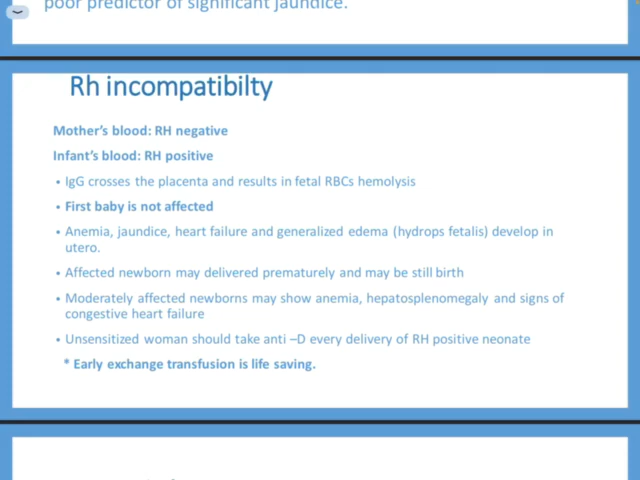 poor predictor of significant jaundice.
Rh incompatibilty
Mother's blood: RH negative
Infant's blood: RH positive
• IgG crosses the placenta and results in fetal RBCs hemolysis
• First baby is not affected
• Anemia, jaundice, heart failure and generalized edema (hydrops fetalis) develop in
utero.
• Affected newborn may delivered prematurely and may be still birth
• Moderately affected newborns may show anemia, hepatosplenomegaly and signs of
congestive heart failure
• Unsensitized woman should take anti –D every delivery of RH positive neonate
* Early exchange transfusion is life saving.